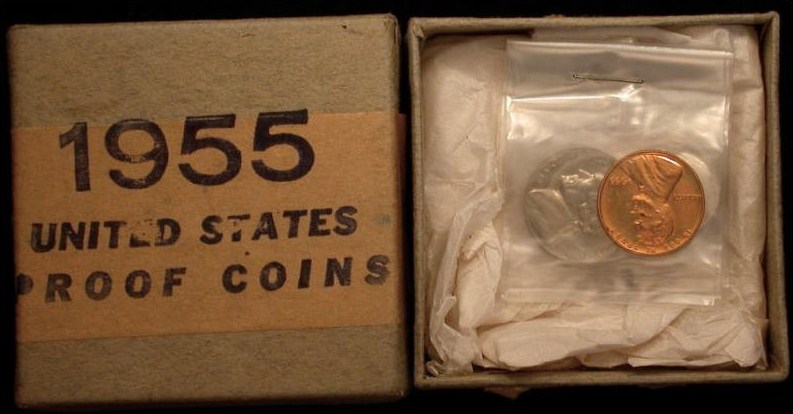 1955
UNITED STATES
PROOF COINS